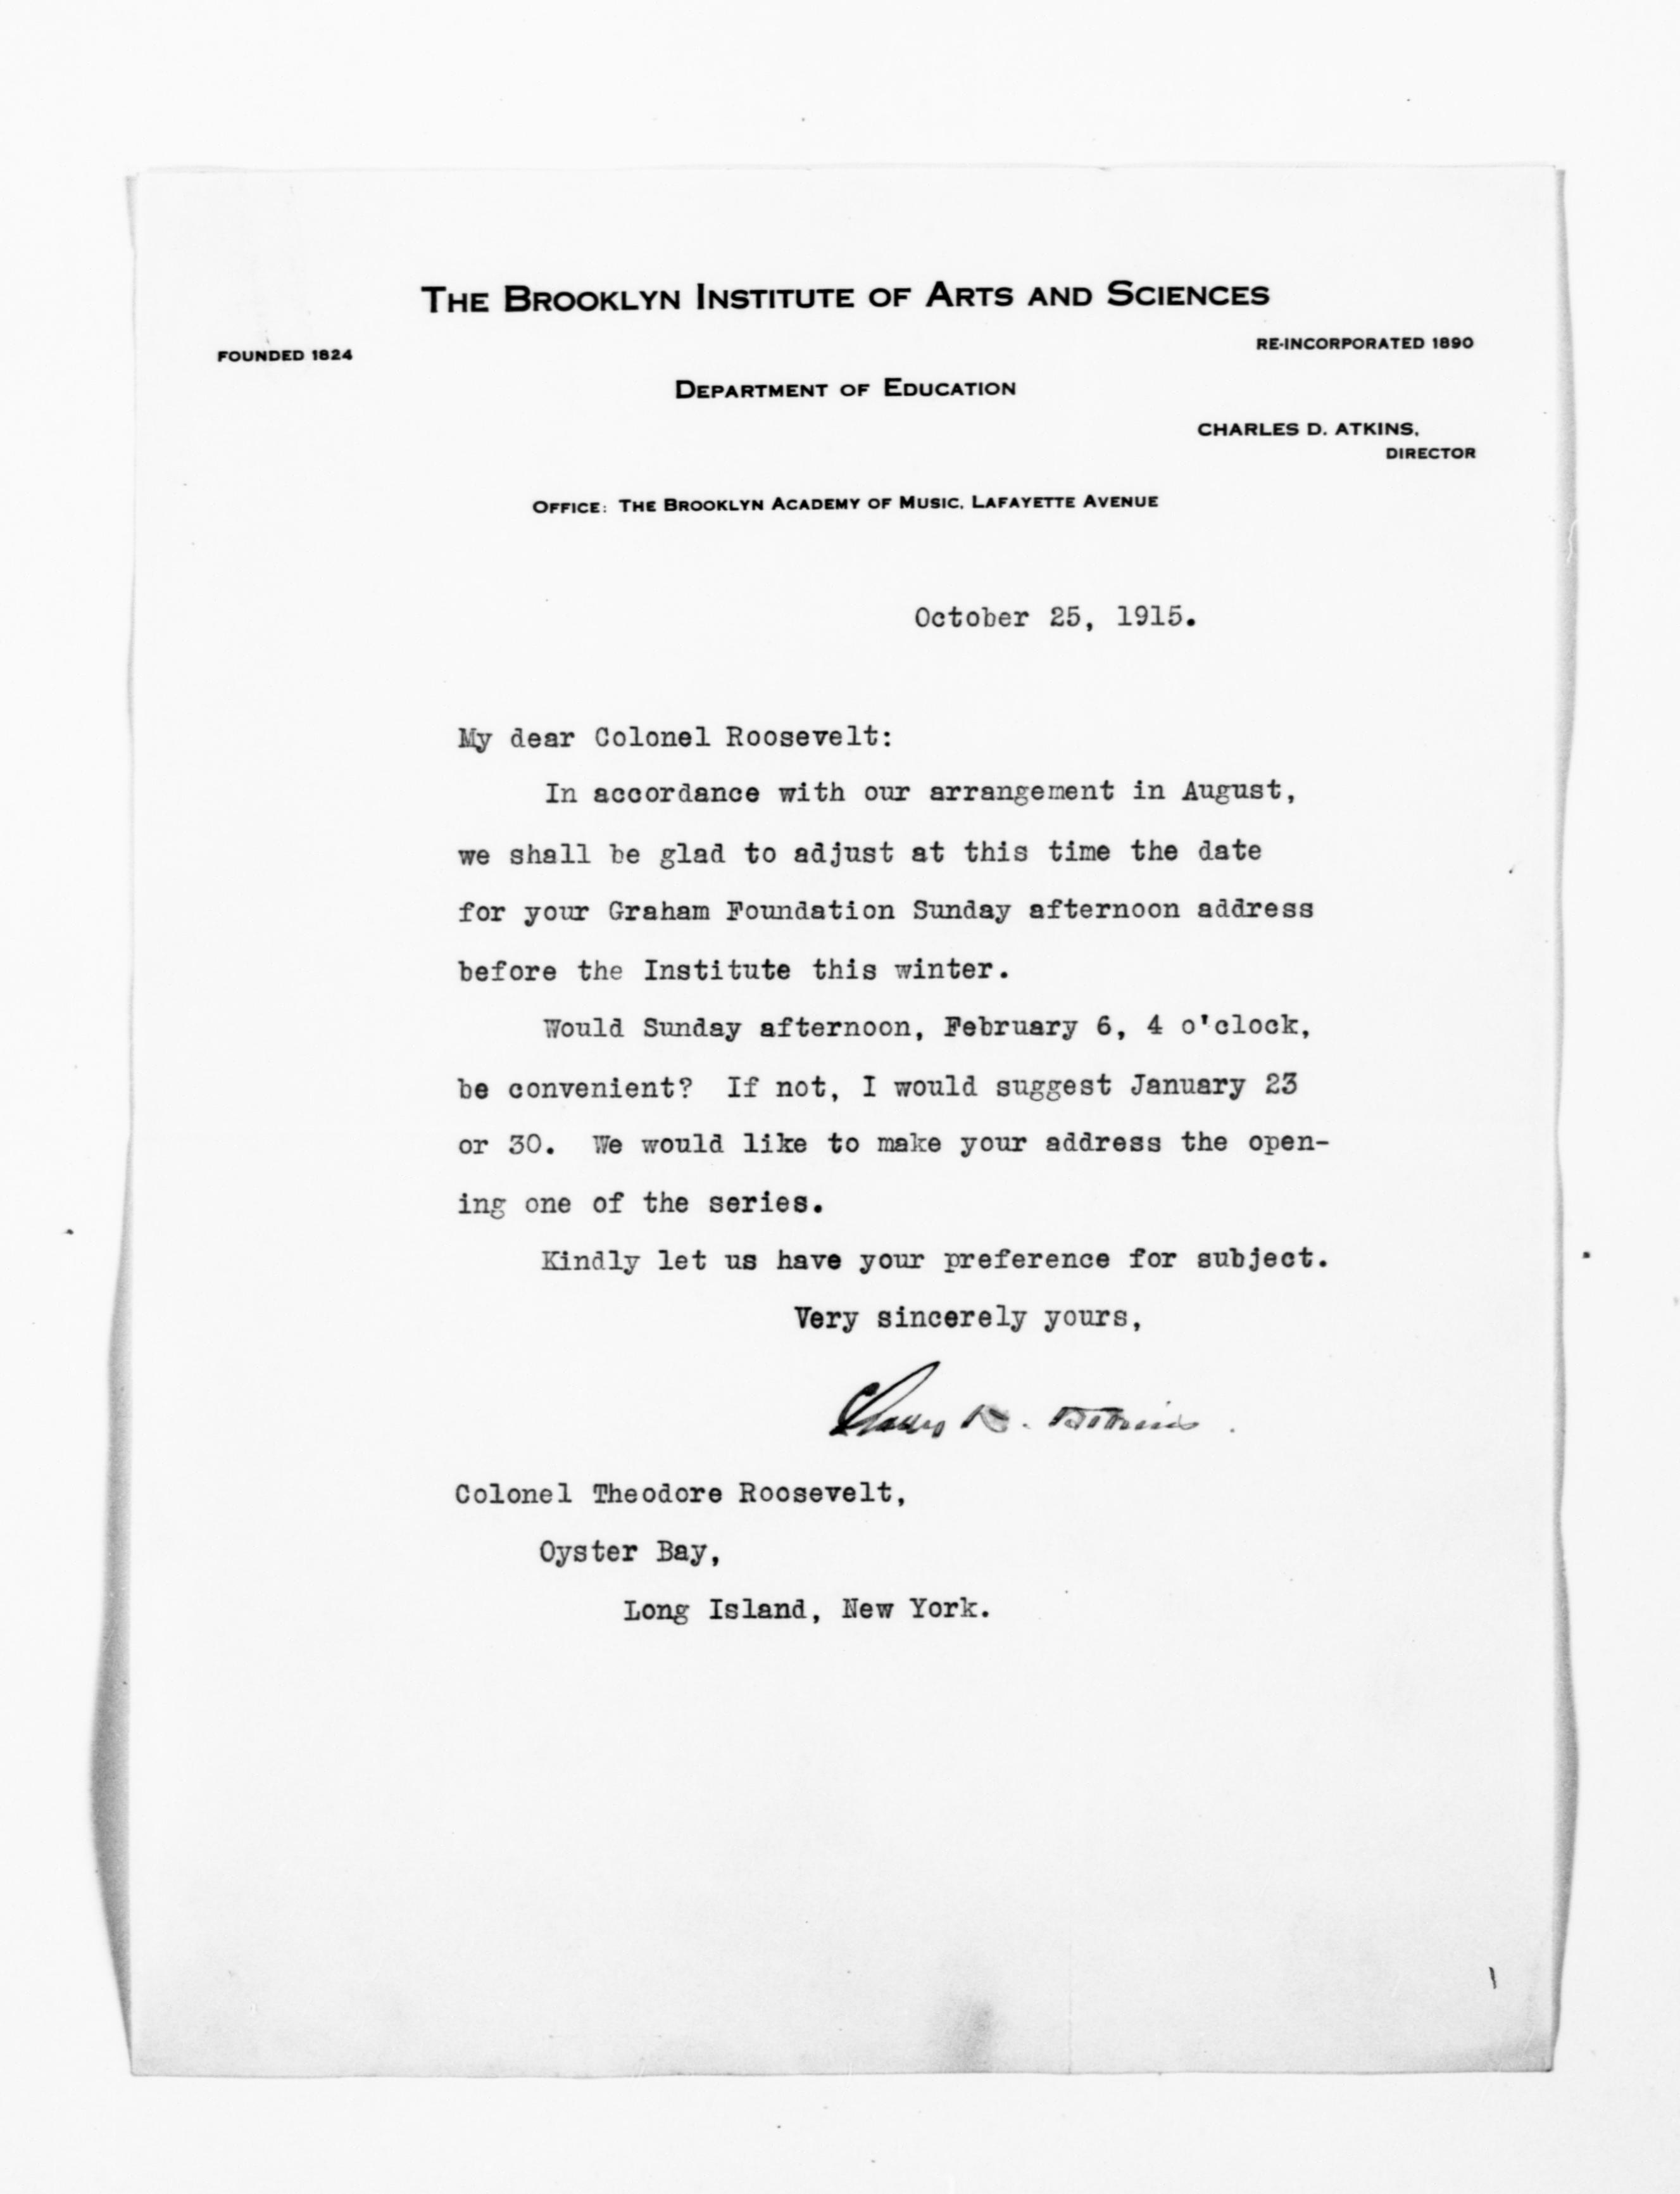 THE BROOKLYN INSTITUTE OF ARTS AND SCIENCES
FOUNDED 1824
RE-INCORPORATED 1890
DEPARTMENT OF EDUCATION
CHARLES D. ATKINS,
DIRECTOR
OFFICE: THE BROOKLYN ACADEMY OF MUSIC, LAFAYETTE AVENUE
October 25, 1915.
My dear Colonel Roosevelt:
In accordance with our arrangement in August,
we shall be glad to adjust at this time the date
for your Graham Foundation Sunday afternoon address
before the Institute this winter.
Would Sunday afternoon, February 6, 4 o'clock,
be convenient? If not, I would suggest January 23
or 30. We would like to make your address the open-
ing one of the series.
Kindly let us have your preference for subject.
Very sincerely yours,
Charles D. Atkins.
Colonel Theodore Roosevelt,
Oyster Bay,
Long Island, New York.